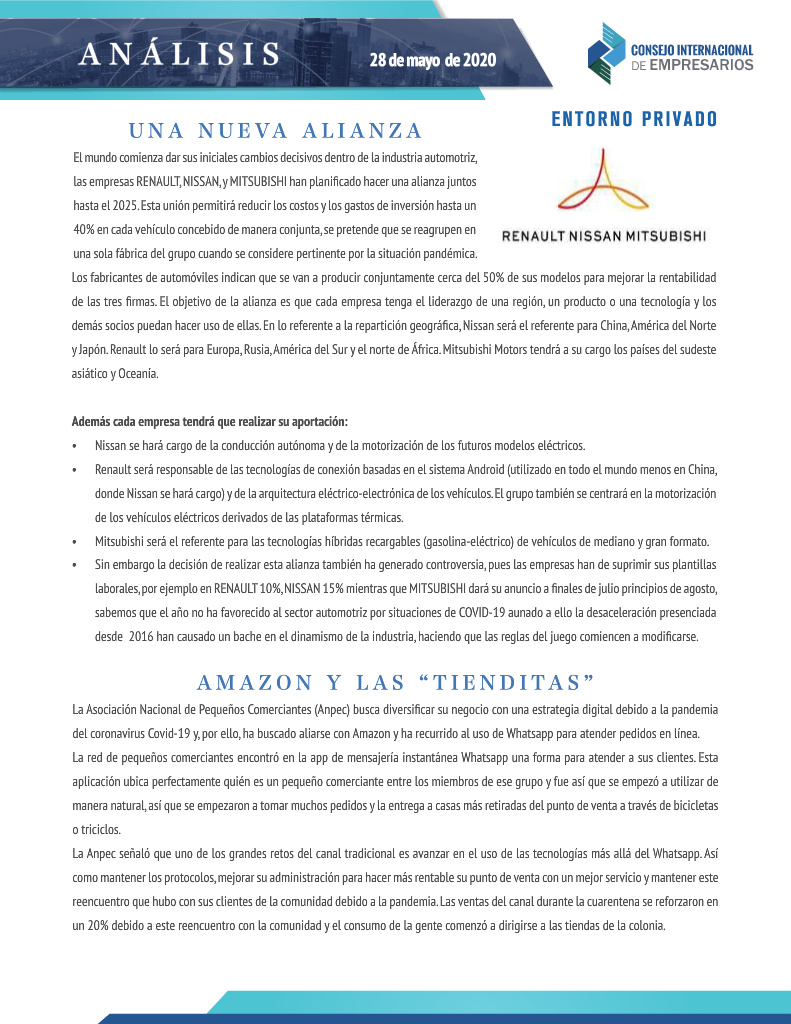 ANÁLISIS
28 de mayo de 2020
CONSEJO INTERNACIONAL
DE EMPRESARIOS
ENTORNO PRIVADO
UNA NUEVA ALIANZA
El mundo comienza dar sus iniciales cambios decisivos dentro de la industria automotriz,
las empresas RENAULT, NISSAN, y MITSUBISHI han planificado hacer una alianza juntos
hasta el 2025. Esta unión permitirá reducir los costos y los gastos de inversión hasta un
40% en cada vehículo concebido de manera conjunta, se pretende que se reagrupen en
una sola fábrica del grupo cuando se considere pertinente por la situación pandémica.
RENAULT NISSAN MITSUBISHI
Los fabricantes de automóviles indican que se van a producir conjuntamente cerca del 50% de sus modelos para mejorar la rentabilidad
de las tres firmas. El objetivo de la alianza es que cada empresa tenga el liderazgo de una región, un producto o una tecnología y los
demás socios puedan hacer uso de ellas. En lo referente a la repartición geográfica, Nissan será el referente para China, América del Norte
y Japón. Renault lo será para Europa, Rusia, América del Sur y el norte de África. Mitsubishi Motors tendrá a su cargo los países del sudeste
asiático y Oceanía.
Además cada empresa tendrá que realizar su aportación:
• Nissan se hará cargo de la conducción autónoma y de la motorización de los futuros modelos eléctricos.
• Renault será responsable de las tecnologías de conexión basadas en el sistema Android (utilizado en todo el mundo menos en China,
donde Nissan se hará cargo) y de la arquitectura eléctrico-electrónica de los vehículos. El grupo también se centrará en la motorización
de los vehículos eléctricos derivados de las plataformas térmicas.
• Mitsubishi será el referente para las tecnologías híbridas recargables (gasolina-eléctrico) de vehículos de mediano y gran formato.
• Sin embargo la decisión de realizar esta alianza también ha generado controversia, pues las empresas han de suprimir sus plantillas
laborales, por ejemplo en RENAULT 10%, NISSAN 15% mientras que MITSUBISHI dará su anuncio a finales de julio principios de agosto,
sabemos que el año no ha favorecido al sector automotriz por situaciones de COVID-19 aunado a ello la desaceleración presenciada
desde 2016 han causado un bache en el dinamismo de la industria, haciendo que las reglas del juego comiencen a modificarse.
AMAZON Y LAS “TIENDITAS”
La Asociación Nacional de Pequeños Comerciantes (Anpec) busca diversificar su negocio con una estrategia digital debido a la pandemia
del coronavirus Covid-19 y, por ello, ha buscado aliarse con Amazon y ha recurrido al uso de Whatsapp para atender pedidos en línea.
La red de pequeños comerciantes encontró en la app de mensajería instantánea Whatsapp una forma para atender a sus clientes. Esta
aplicación ubica perfectamente quién es un pequeño comerciante entre los miembros de ese grupo y fue así que se empezó a utilizar de
manera natural, así que se empezaron a tomar muchos pedidos y la entrega a casas más retiradas del punto de venta a través de bicicletas
o triciclos.
La Anpec señaló que uno de los grandes retos del canal tradicional es avanzar en el uso de las tecnologías más allá del Whatsapp. Así
como mantener los protocolos, mejorar su administración para hacer más rentable su punto de venta con un mejor servicio y mantener este
reencuentro que hubo con sus clientes de la comunidad debido a la pandemia. Las ventas del canal durante la cuarentena se reforzaron en
un 20% debido a este reencuentro con la comunidad y el consumo de la gente comenzó a dirigirse a las tiendas de la colonia.